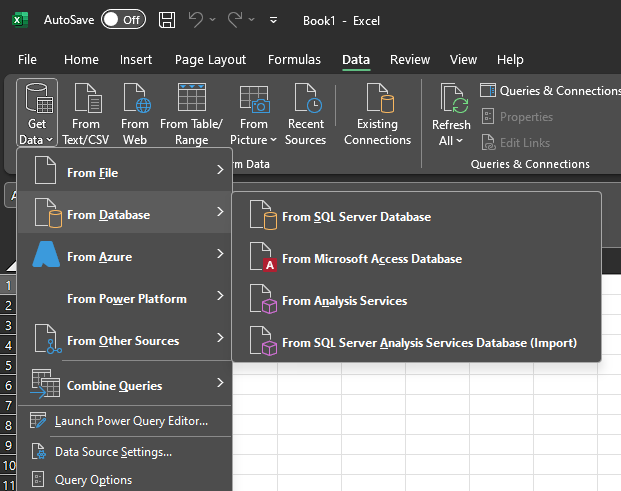 AutoSave Off Book1 - Excel
File Home Insert Page Layout Formulas Data Review View Help
Get Data
From Text/CSV
From Web
From Table/ Range
From Picture
Recent Sources
Existing Connections
Refresh All
Queries & Connections
Properties
Edit Links
Queries & Connections
From File
From Database
From Azure
From Power Platform
From Other Sources
Combine Queries
Launch Power Query Editor...
Data Source Settings...
Query Options
From SQL Server Database
A
From Microsoft Access Database
From Analysis Services
From SQL Server Analysis Services Database (Import)
1
2
3
4
5
6
7
8
9
10
11